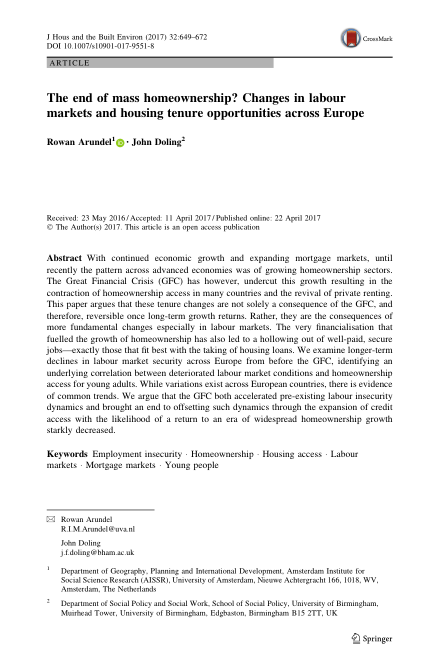 J Hous and the Built Environ (2017) 32:649–672
DOI 10.1007/s10901-017-9551-8
CrossMark
ARTICLE
The end of mass homeownership? Changes in labour
markets and housing tenure opportunities across Europe
Rowan Arundel1 iD · John Doling2
Received: 23 May 2016 / Accepted: 11 April 2017 / Published online: 22 April 2017
© The Author(s) 2017. This article is an open access publication
Abstract With continued economic growth and expanding mortgage markets, until
recently the pattern across advanced economies was of growing homeownership sectors.
The Great Financial Crisis (GFC) has however, undercut this growth resulting in the
contraction of homeownership access in many countries and the revival of private renting.
This paper argues that these tenure changes are not solely a consequence of the GFC, and
therefore, reversible once long-term growth returns. Rather, they are the consequences of
more fundamental changes especially in labour markets. The very financialisation that
fuelled the growth of homeownership has also led to a hollowing out of well-paid, secure
jobs—exactly those that fit best with the taking of housing loans. We examine longer-term
declines in labour market security across Europe from before the GFC, identifying an
underlying correlation between deteriorated labour market conditions and homeownership
access for young adults. While variations exist across European countries, there is evidence
of common trends. We argue that the GFC both accelerated pre-existing labour insecurity
dynamics and brought an end to offsetting such dynamics through the expansion of credit
access with the likelihood of a return to an era of widespread homeownership growth
starkly decreased.
Keywords Employment insecurity · Homeownership · Housing access · Labour
markets · Mortgage markets · Young people
Rowan Arundel
R.I.M.Arundel@uva.nl
John Doling
j.f.doling@bham.ac.uk
1 Department of Geography, Planning and International Development, Amsterdam Institute for
Social Science Research (AISSR), University of Amsterdam, Nieuwe Achtergracht 166, 1018, WV,
Amsterdam, The Netherlands
2 Department of Social Policy and Social Work, School of Social Policy, University of Birmingham,
Muirhead Tower, University of Birmingham, Edgbaston, Birmingham B15 2TT, UK
Springer